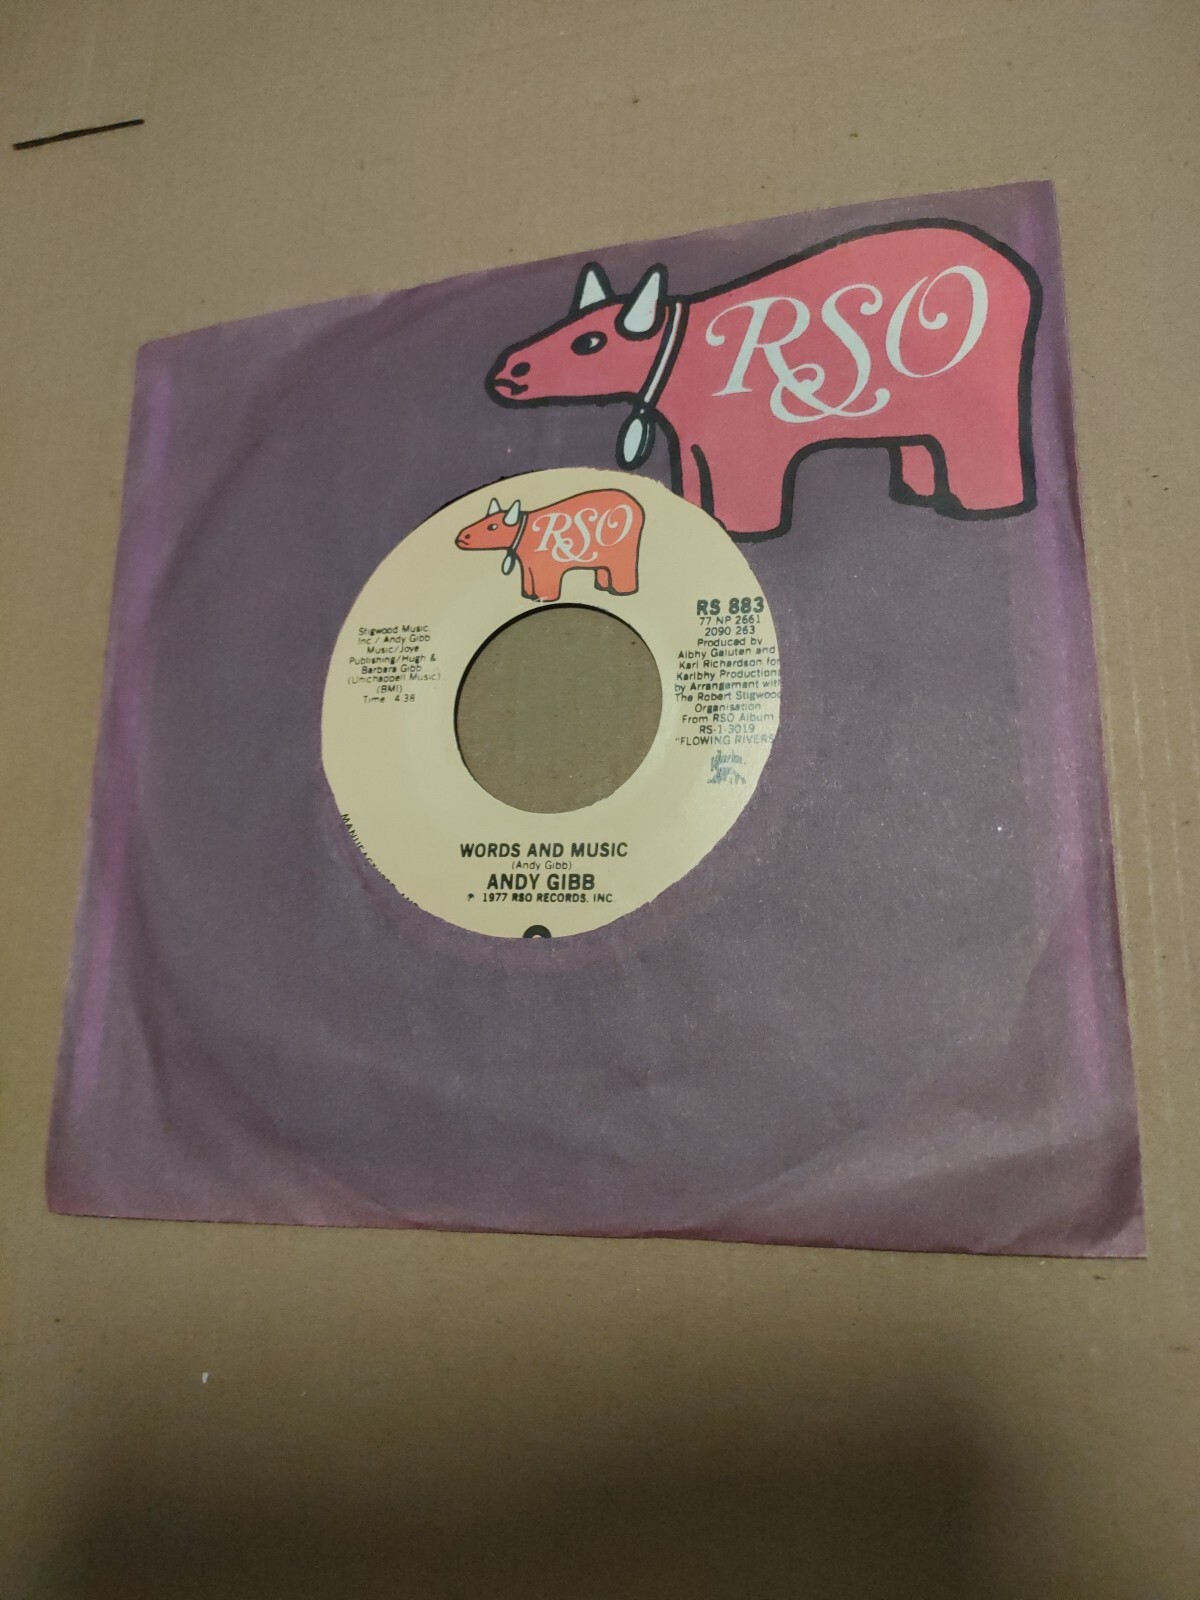 RSO
RSO
Stigwood Music,
Inc./ Andy Gibb
Music/Joye
Publishing/Hugh &
Barbara Gibb
(Unichappell Music)
(BMI)
Time 4 38
RS 883
77 NP 2661
2090 263
Produced by
Albhy Galuten and
Karl Richardson for
Karlbhy Production
by Arrangement with
The Robert Stigwood
Organisation
From RSO Album
RS-1-3019
"FLOWING RIVERS
WORDS AND MUSIC
(Andy Gibb)
ANDY GIBB
℗ 1977 RSO RECORDS, INC.